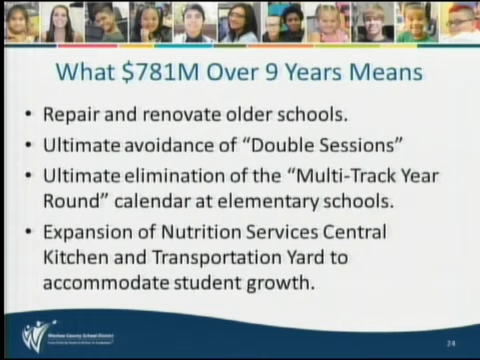 What $781M Over 9 Years Means
• Repair and renovate older schools.
• Ultimate avoidance of “Double Sessions”
• Ultimate elimination of the “Multi-Track Year
Round” calendar at elementary schools.
• Expansion of Nutrition Services Central
Kitchen and Transportation Yard to
accommodate student growth.
Washoe County School District
24